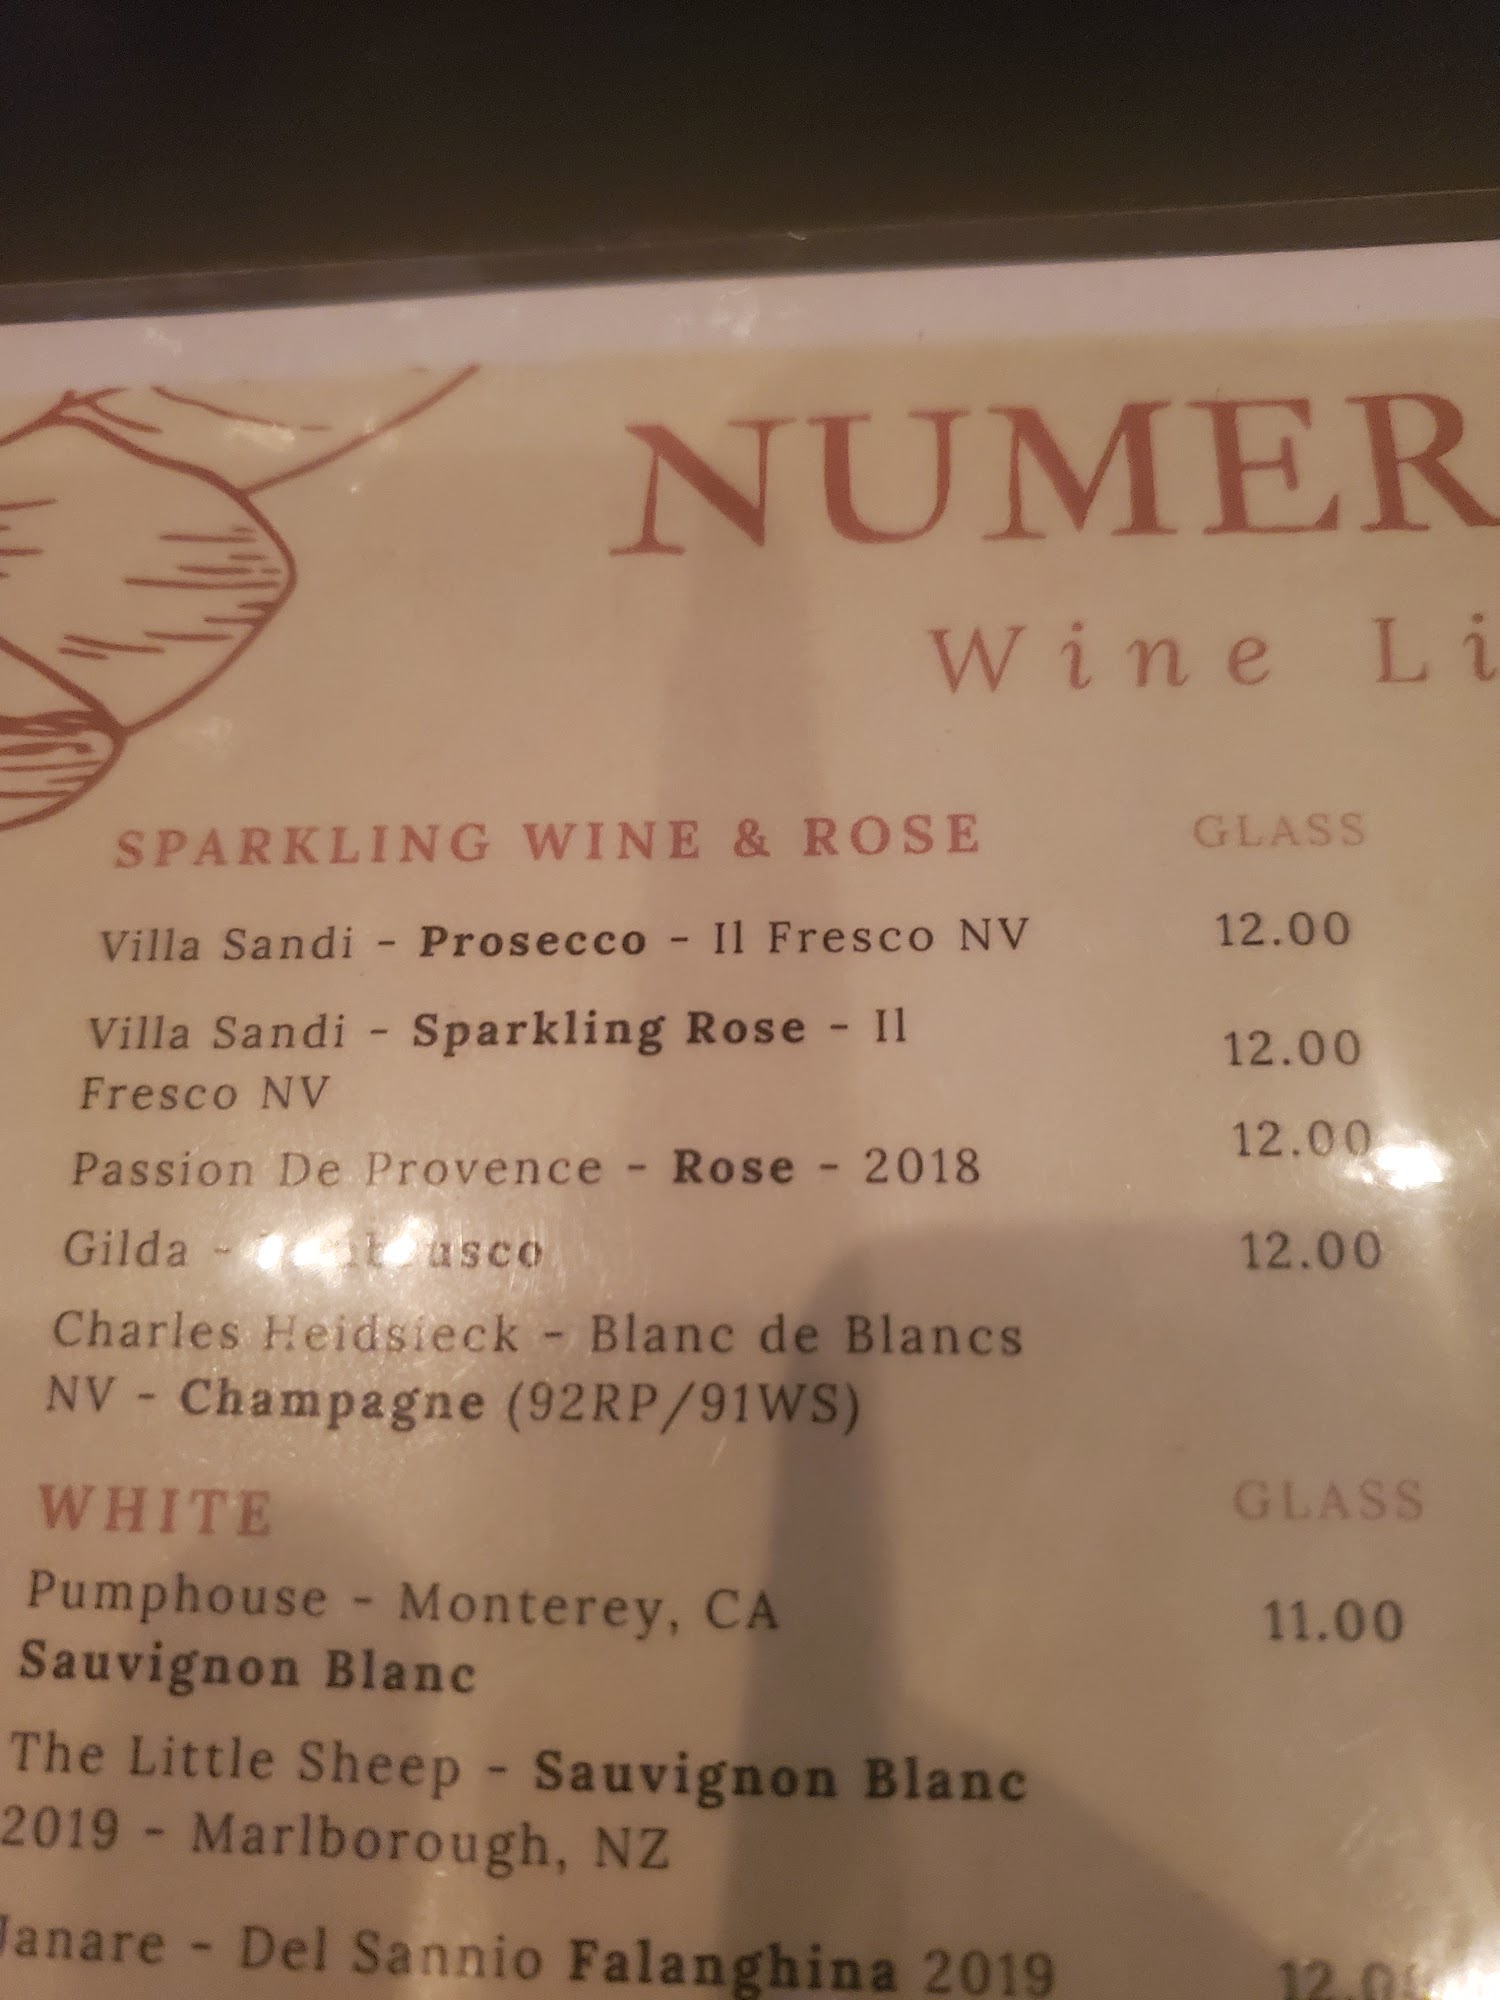 NUMER
Wine Li
SPARKLING WINE & ROSE GLASS
Villa Sandi - Prosecco - Il Fresco NV 12.00
Villa Sandi - Sparkling Rose - Il
Fresco NV 12.00
Passion De Provence - Rose - 2018 12.00
Gilda - 12.00
Charles Heidsieck - Blanc de Blancs
NV - Champagne (92RP/91WS)
WHITE GLASS
Pumphouse - Monterey, CA 11.00
Sauvignon Blanc
The Little Sheep - Sauvignon Blanc
2019 - Marlborough, NZ
Janare - Del Sannio Falanghina 2019